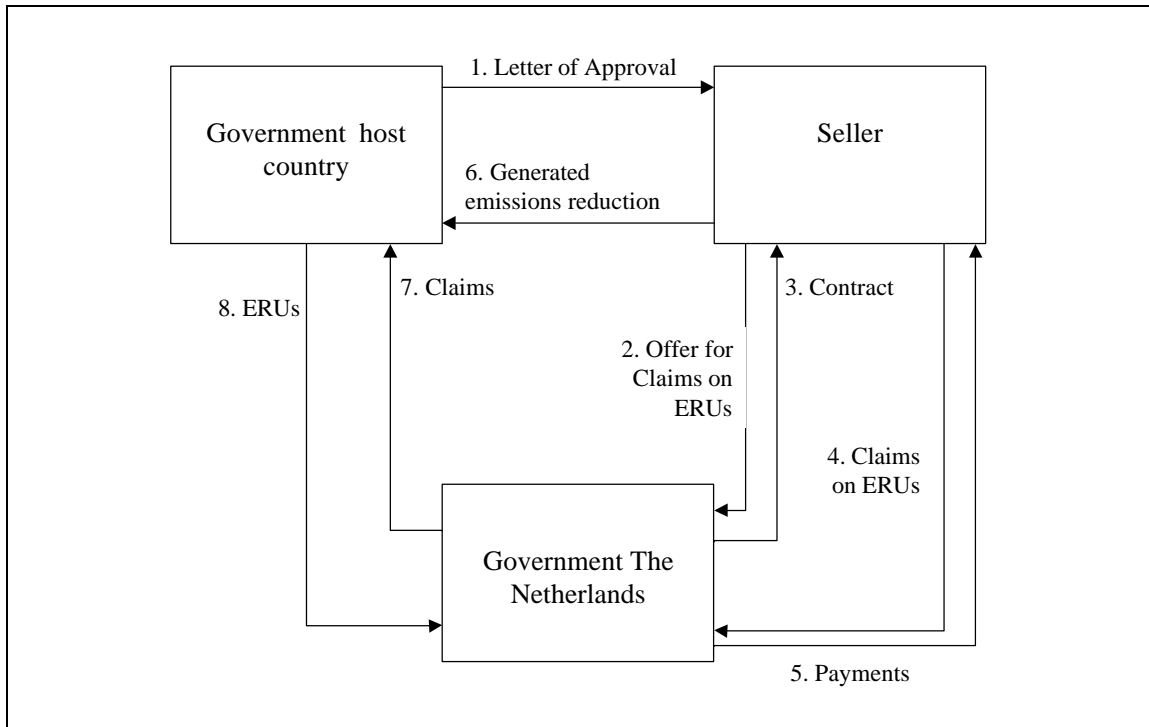 1. Letter of Approval
Government host
country
Seller
6. Generated
emissions reduction
7. Claims
3. Contract
8. ERUs
2. Offer for
Claims on
ERUs
4. Claims
on ERUs
Government The
Netherlands
5. Payments